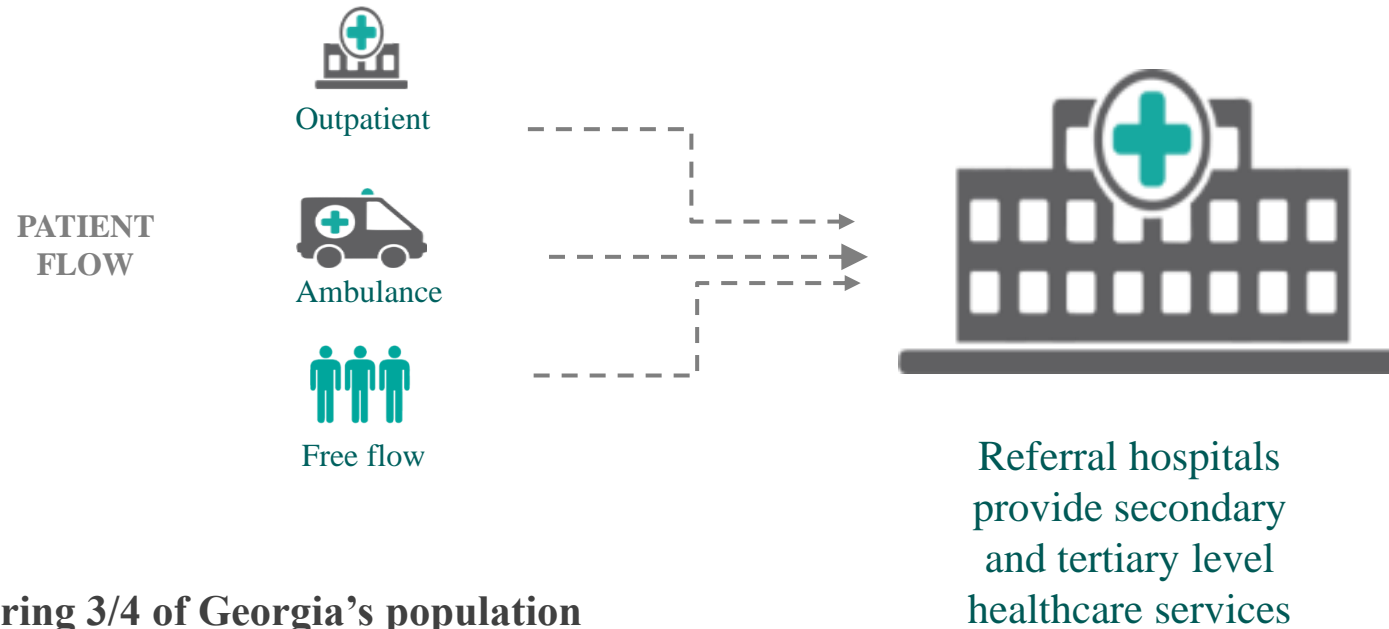 Outpatient
PATIENT
FLOW
Ambulance
Free flow
Referral hospitals
provide secondary
and tertiary level
healthcare services
ring 3/4 of Georgia’s population